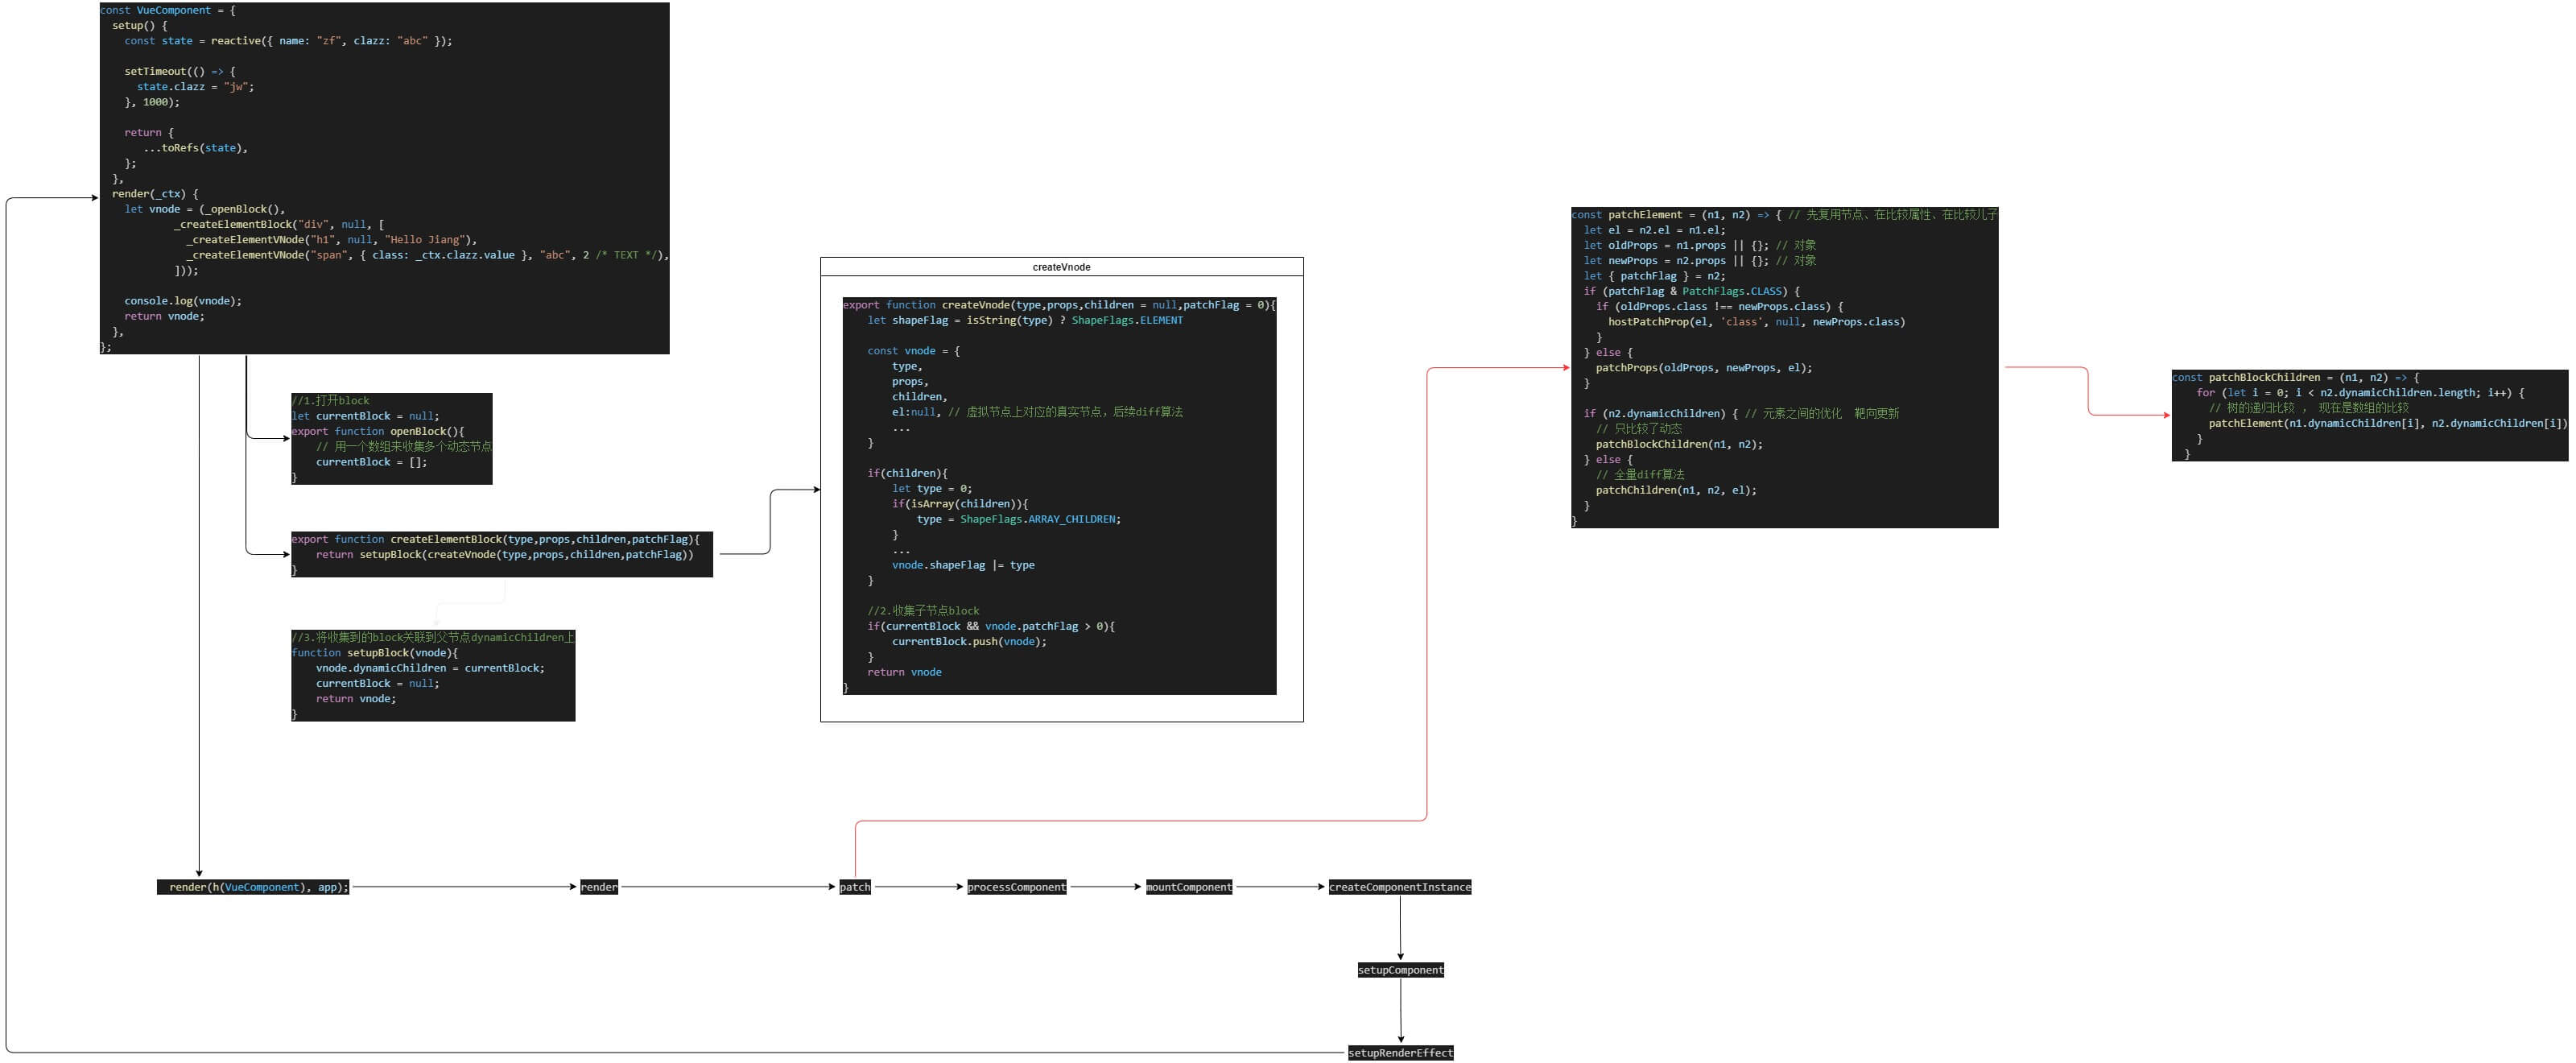 const VueComponent = {
  setup() {
    const state = reactive({ name: "zf", clazz: "abc" });

    setTimeout(() => {
      state.clazz = "jw";
    }, 1000);

    return {
       ...toRefs(state),
    };
  },
  render(_ctx) {
    let vnode = (_openBlock(),
            _createElementBlock("div", null, [
              _createElementVNode("h1", null, "Hello Jiang"),
              _createElementVNode("span", { class: _ctx.clazz.value }, "abc", 2 /* TEXT */),
            ]));

    console.log(vnode);
    return vnode;
  },
};
//1.打开block
let currentBlock = null;
export function openBlock(){
    // 用一个数组来收集多个动态节点
    currentBlock = [];
}
export function createElementBlock(type,props,children,patchFlag){
    return setupBlock(createVnode(type,props,children,patchFlag))
}
//3.将收集到的block关联到父节点dynamicChildren上
function setupBlock(vnode){
    vnode.dynamicChildren = currentBlock;
    currentBlock = null;
    return vnode;
}
createVnode
export function createVnode(type,props,children = null,patchFlag = 0){
    let shapeFlag = isString(type) ? ShapeFlags.ELEMENT

    const vnode = {
        type,
        props,
        children,
        el:null, // 虚拟节点上对应的真实节点，后续diff算法
        ...
    }

    if(children){
        let type = 0;
        if(isArray(children)){
            type = ShapeFlags.ARRAY_CHILDREN;
        }
        ...
        vnode.shapeFlag |= type
    }

    //2.收集子节点block
    if(currentBlock && vnode.patchFlag > 0){
        currentBlock.push(vnode);
    }
    return vnode
}
const patchElement = (n1, n2) => { // 先复用节点、在比较属性、在比较儿子
  let el = n2.el = n1.el;
  let oldProps = n1.props || {}; // 对象
  let newProps = n2.props || {}; // 对象
  let { patchFlag } = n2;
  if (patchFlag & PatchFlags.CLASS) {
    if (oldProps.class !== newProps.class) {
      hostPatchProp(el, 'class', null, newProps.class)
    }
  } else {
    patchProps(oldProps, newProps, el);
  }

  if (n2.dynamicChildren) { // 元素之间的优化  靶向更新
    // 只比较了动态
    patchBlockChildren(n1, n2);
  } else {
    // 全量diff算法
    patchChildren(n1, n2, el);
  }
}
const patchBlockChildren = (n1, n2) => {
    for (let i = 0; i < n2.dynamicChildren.length; i++) {
      // 树的递归比较 ， 现在是数组的比较
      patchElement(n1.dynamicChildren[i], n2.dynamicChildren[i])
    }
  }
render(h(VueComponent), app);
render
patch
processComponent
mountComponent
createComponentInstance
setupComponent
setupRenderEffect